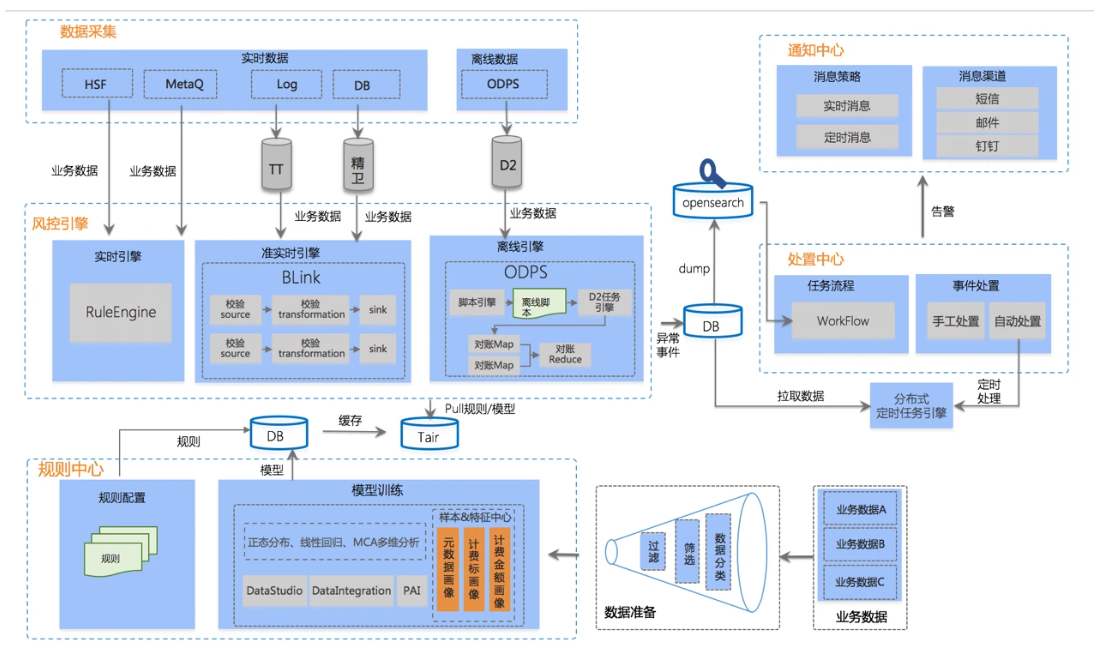 数据采集
实时数据
HSF
MetaQ
Log
DB
离线数据
ODPS
TT
精卫
D2
业务数据
业务数据
业务数据
业务数据
业务数据
风控引擎
实时引擎
RuleEngine
准实时引擎
BLink
校验
source
校验
transformation
sink
校验
source
校验
transformation
sink
离线引擎
ODPS
脚本引擎
离线脚
本
D2任务
引擎
对账Map
对账Map
对账
Reduce
异常
事件
DB
dump
opensearch
通知中心
消息策略
实时消息
定时消息
消息渠道
短信
邮件
钉钉
告警
处置中心
任务流程
WorkFlow
事件处置
手工处置
自动处置
拉取数据
分布式
定时任务引擎
定时
处理
Pull规则/模型
DB
缓存
Tair
规则
模型
规则中心
规则配置
规则
模型训练
正态分布、线性回归、MCA多维分析
DataStudio
DataIntegration
PAI
样本&特征中心
元数据画像
计费标画像
计费金额画像
过滤
筛选
数据分类
数据准备
业务数据A
业务数据B
业务数据C
业务数据